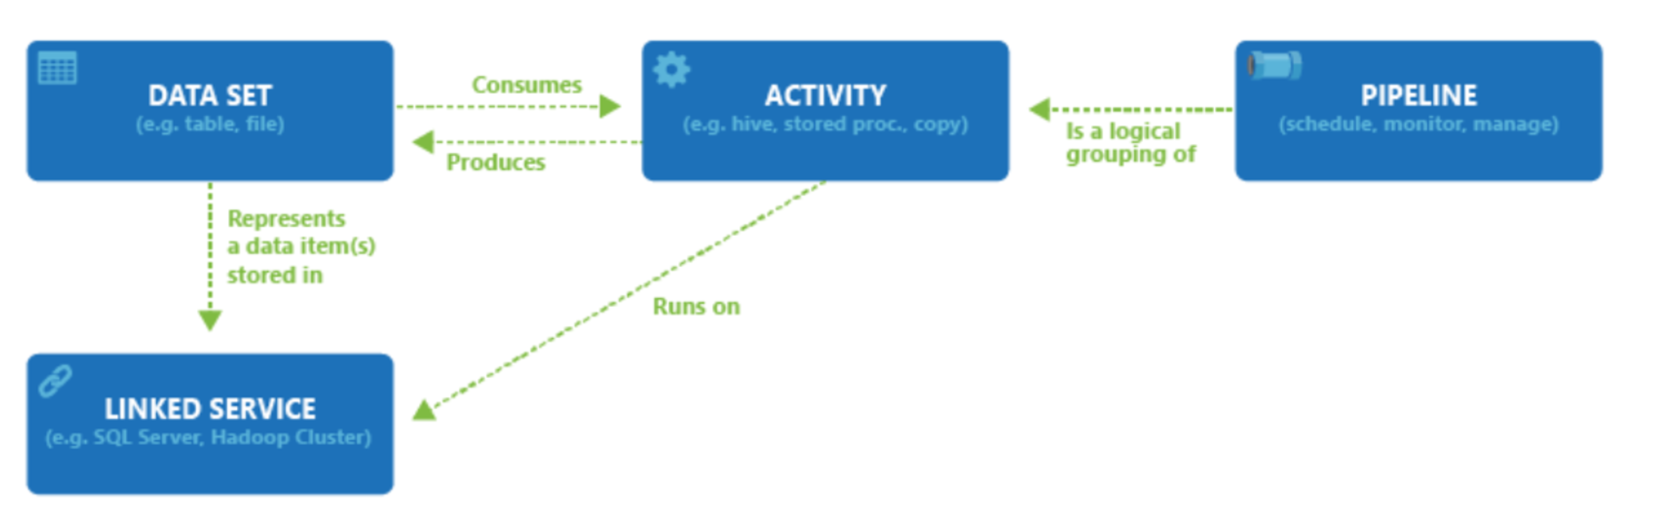 DATA SET
(e.g. table, file)
Consumes
Produces
ACTIVITY
(e.g. hive, stored proc., copy)
Is a logical
grouping of
PIPELINE
(schedule, monitor, manage)
Represents
a data item(s)
stored in
Runs on
LINKED SERVICE
(e.g. SQL Server, Hadoop Cluster)